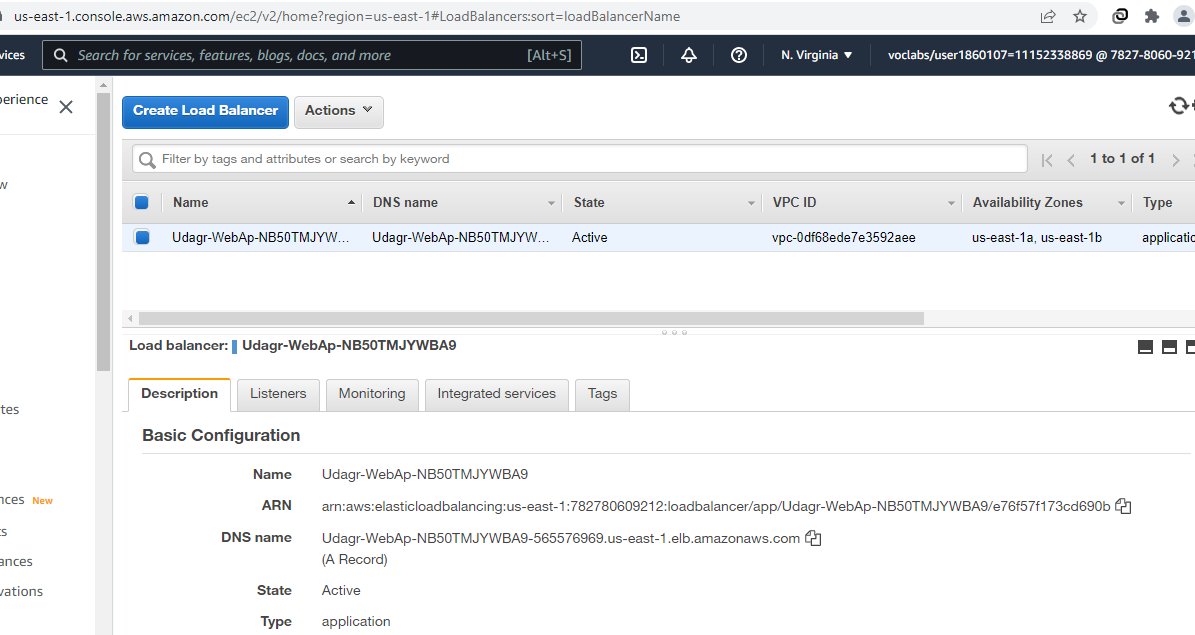 us-east-1.console.aws.amazon.com/ec2/v2/home?region=us-east-1#LoadBalancers:sort=loadBalancerName
vices Search for services, features, blogs, docs, and more [Alt+S] N. Virginia voclabs/user1860107=11152338869 @ 7827-8060-921
perience
Create Load Balancer Actions
Filter by tags and attributes or search by keyword 1 to 1 of 1
w
Name DNS name State VPC ID Availability Zones Type
Udagr-WebAp-NB50TMJYW... Udagr-WebAp-NB50TMJYW... Active vpc-0df68ede7e3592aee us-east-1a, us-east-1b applicatio
Load balancer: Udagr-WebAp-NB50TMJYWBA9
Description Listeners Monitoring Integrated services Tags
tes
Basic Configuration
Name Udagr-WebAp-NB50TMJYWBA9
nces New
ARN arn:aws:elasticloadbalancing:us-east-1:782780609212:loadbalancer/app/Udagr-WebAp-NB50TMJYWBA9/e76f57f173cd690b
s
DNS name Udagr-WebAp-NB50TMJYWBA9-565576969.us-east-1.elb.amazonaws.com
(A Record)
ances
State Active
vations
Type application